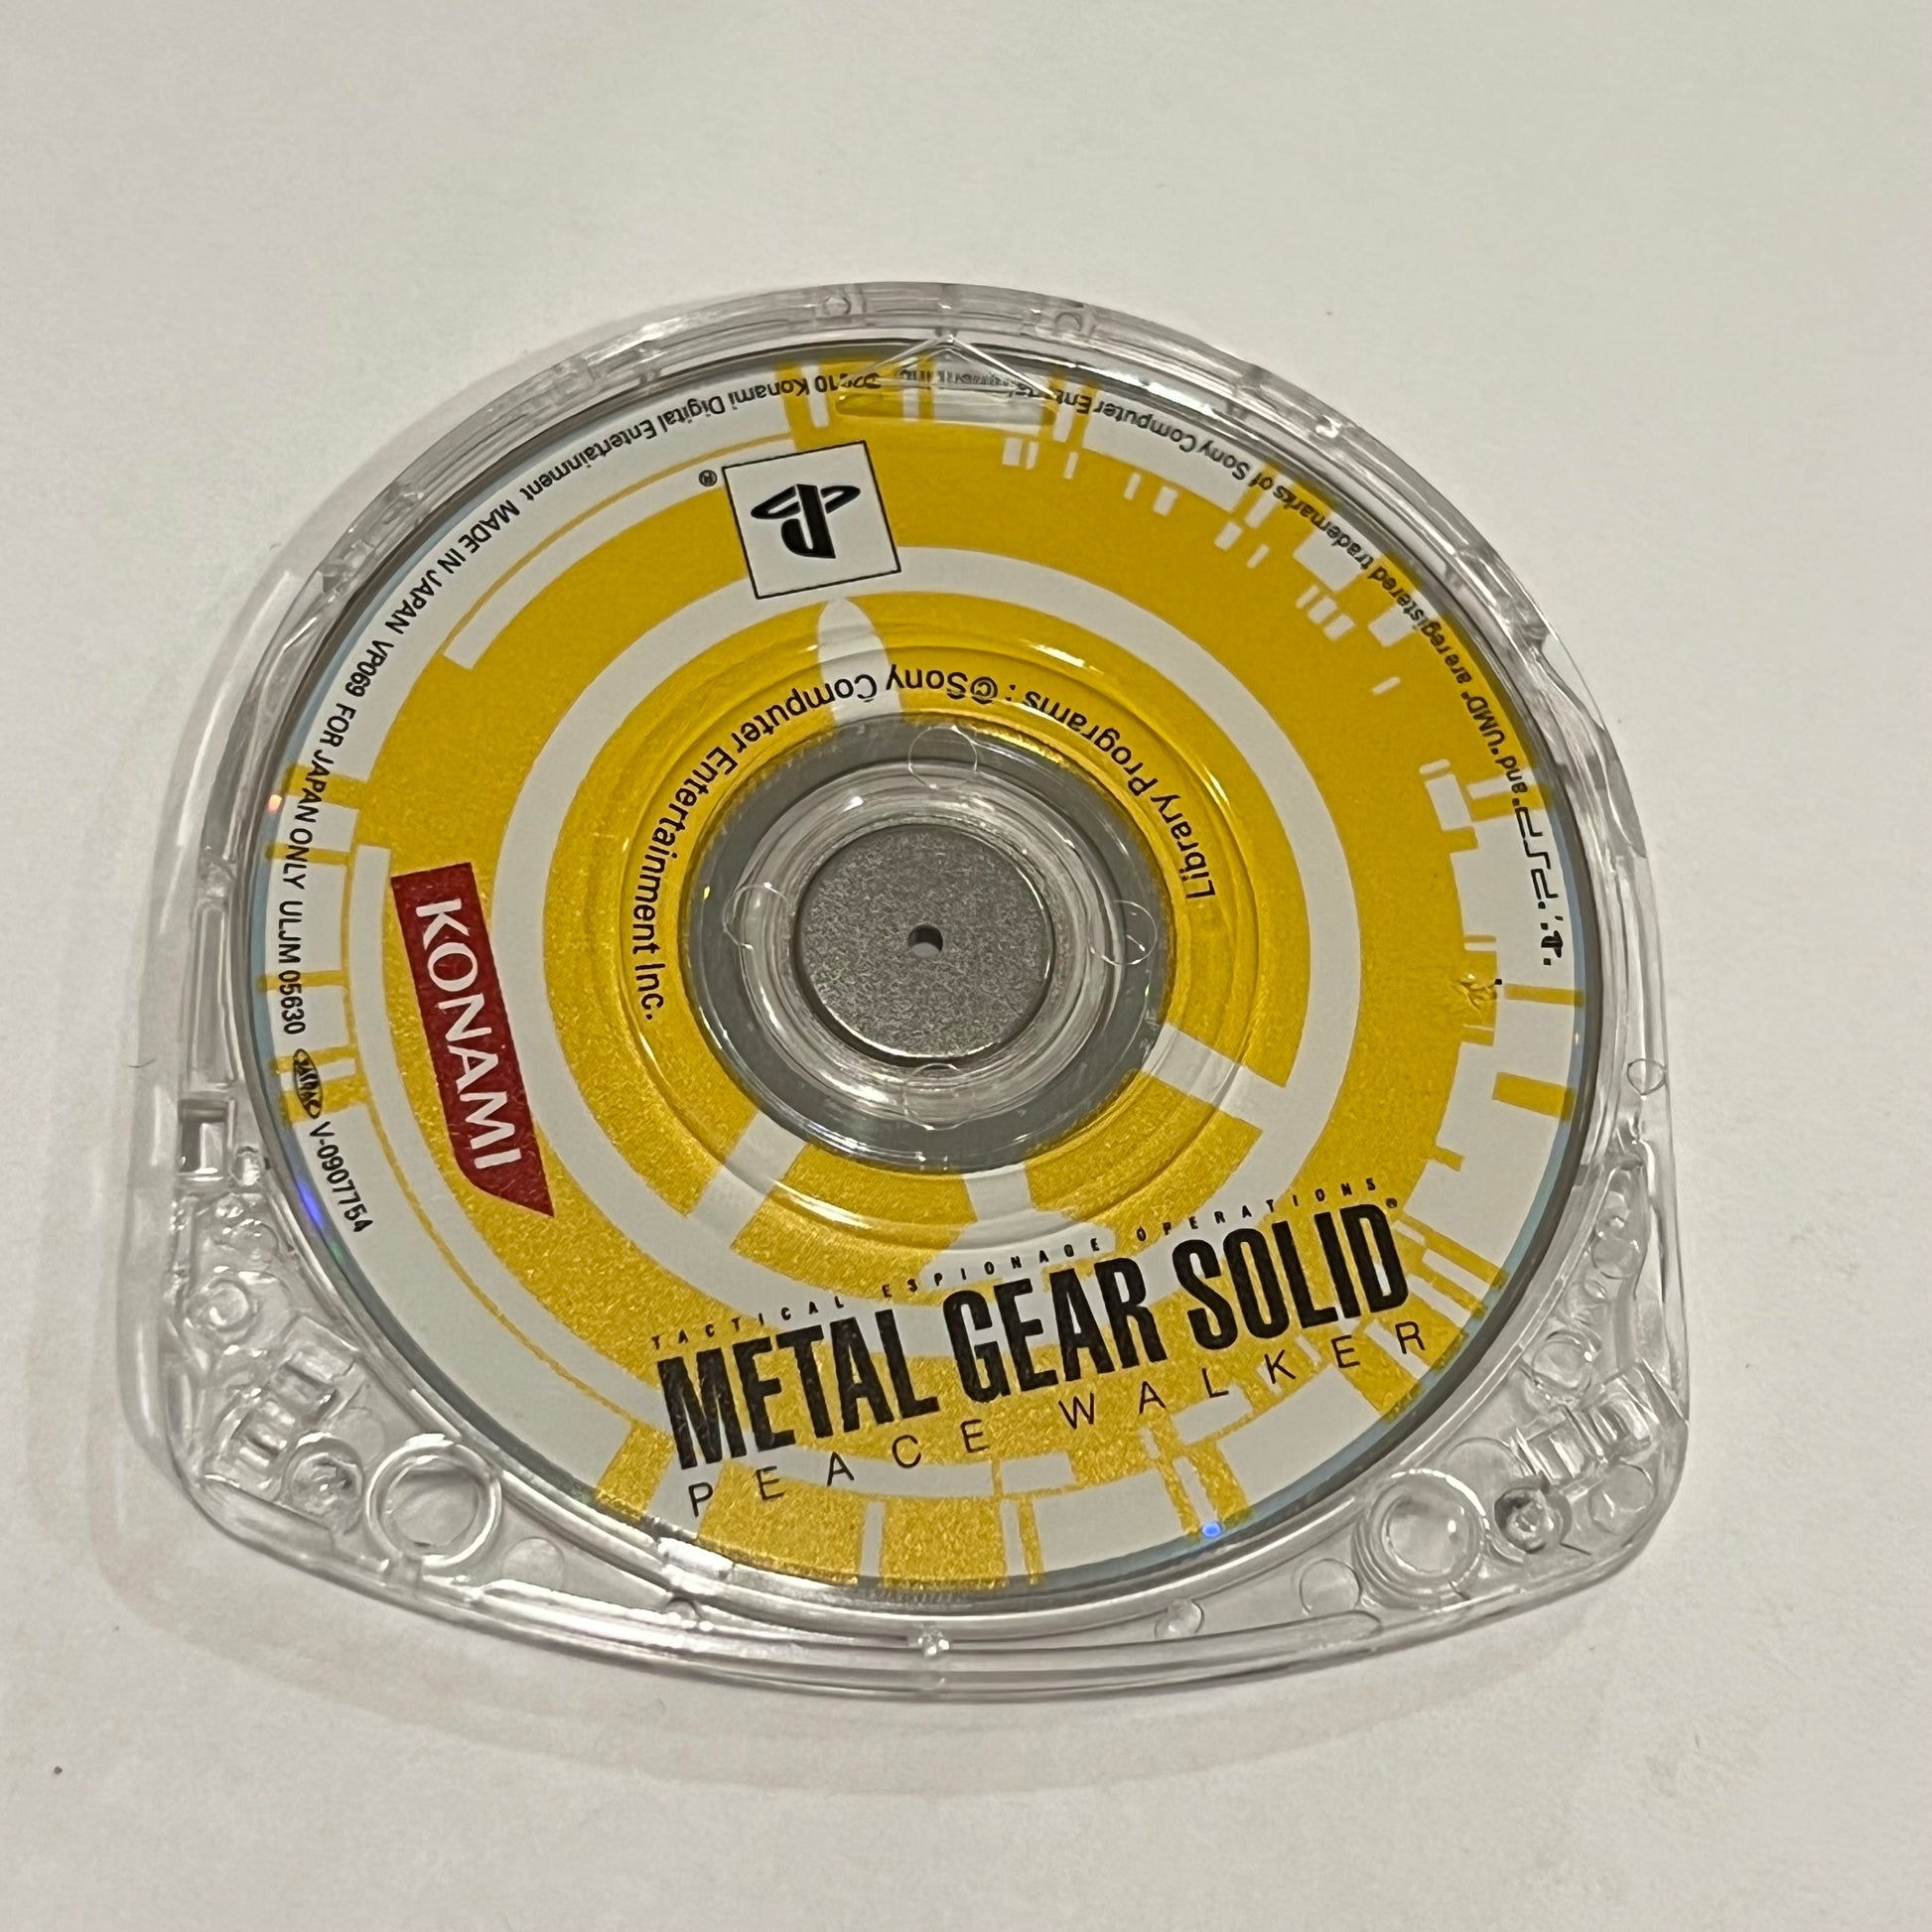 TACTICAL ESPIONAGE OPERATIONS
METAL GEAR SOLID®
PEACE WALKER
KONAMI
®
Library Programs : ©Sony Computer Entertainment Inc.
are registered trademarks of Sony Computer
"PSP" and "UMD"
2010 Konami Digital Entertainment MADE IN JAPAN VP069 FOR JAPAN ONLY ULJM 05630
V-0907754